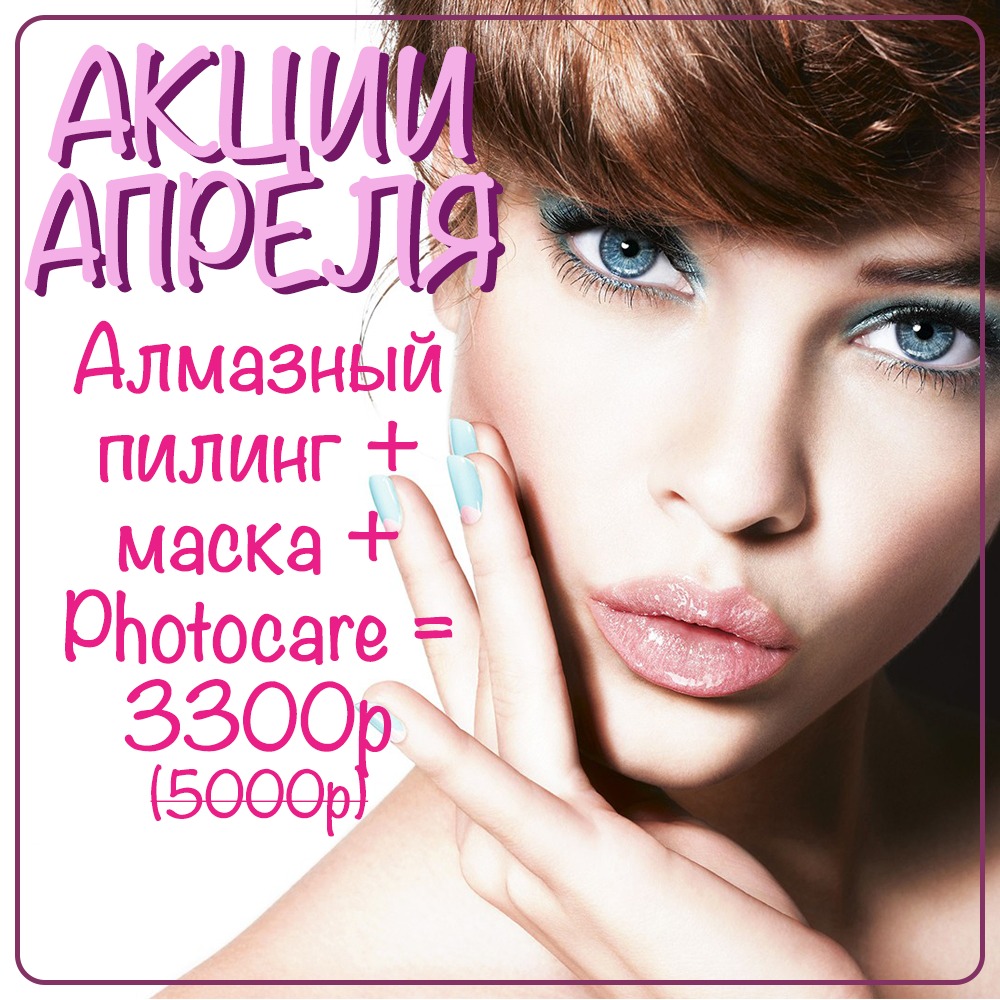 АКЦИИ
АПРЕЛЯ
Алмазный
пилинг +
маска +
Photocare =
3300р
(5000р)